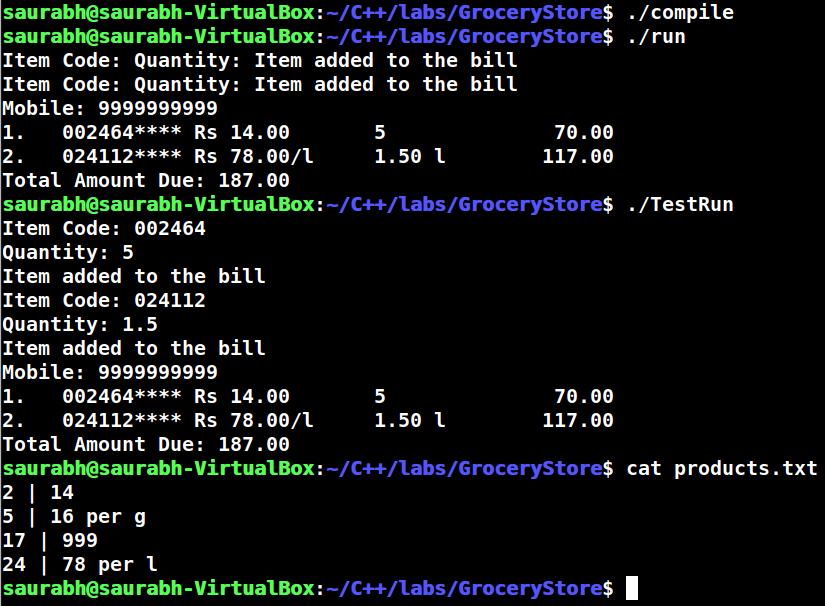 saurabh@saurabh-VirtualBox:~/C++/labs/GroceryStore$ ./compile
saurabh@saurabh-VirtualBox:~/C++/labs/GroceryStore$ ./run
Item Code: Quantity: Item added to the bill
Item Code: Quantity: Item added to the bill
Mobile: 9999999999
1.   002464**** Rs 14.00       5              70.00
2.   024112**** Rs 78.00/l     1.50 l        117.00
Total Amount Due: 187.00
saurabh@saurabh-VirtualBox:~/C++/labs/GroceryStore$ ./TestRun
Item Code: 002464
Quantity: 5
Item added to the bill
Item Code: 024112
Quantity: 1.5
Item added to the bill
Mobile: 9999999999
1.   002464**** Rs 14.00       5              70.00
2.   024112**** Rs 78.00/l     1.50 l        117.00
Total Amount Due: 187.00
saurabh@saurabh-VirtualBox:~/C++/labs/GroceryStore$ cat products.txt
2 | 14
5 | 16 per g
17 | 999
24 | 78 per l
saurabh@saurabh-VirtualBox:~/C++/labs/GroceryStore$